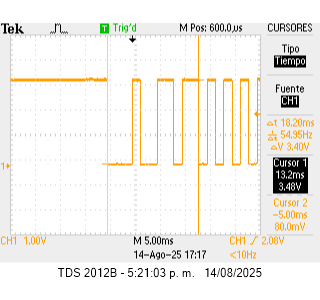 Tek T Trig'd M Pos: 600.0µs CURSORES
Tipo
Tiempo
Fuente
CH1
Δt 18.20ms
1/Δt 54.95Hz
ΔV 3.40V
Cursor 1
13.2ms
3.48V
Cursor 2
-5.00ms
80.0mV
1
CH1 1.00V M 5.00ms CH1 / 2.08V
14-Ago-25 17:17 <10Hz
TDS 2012B - 5:21:03 p. m. 14/08/2025